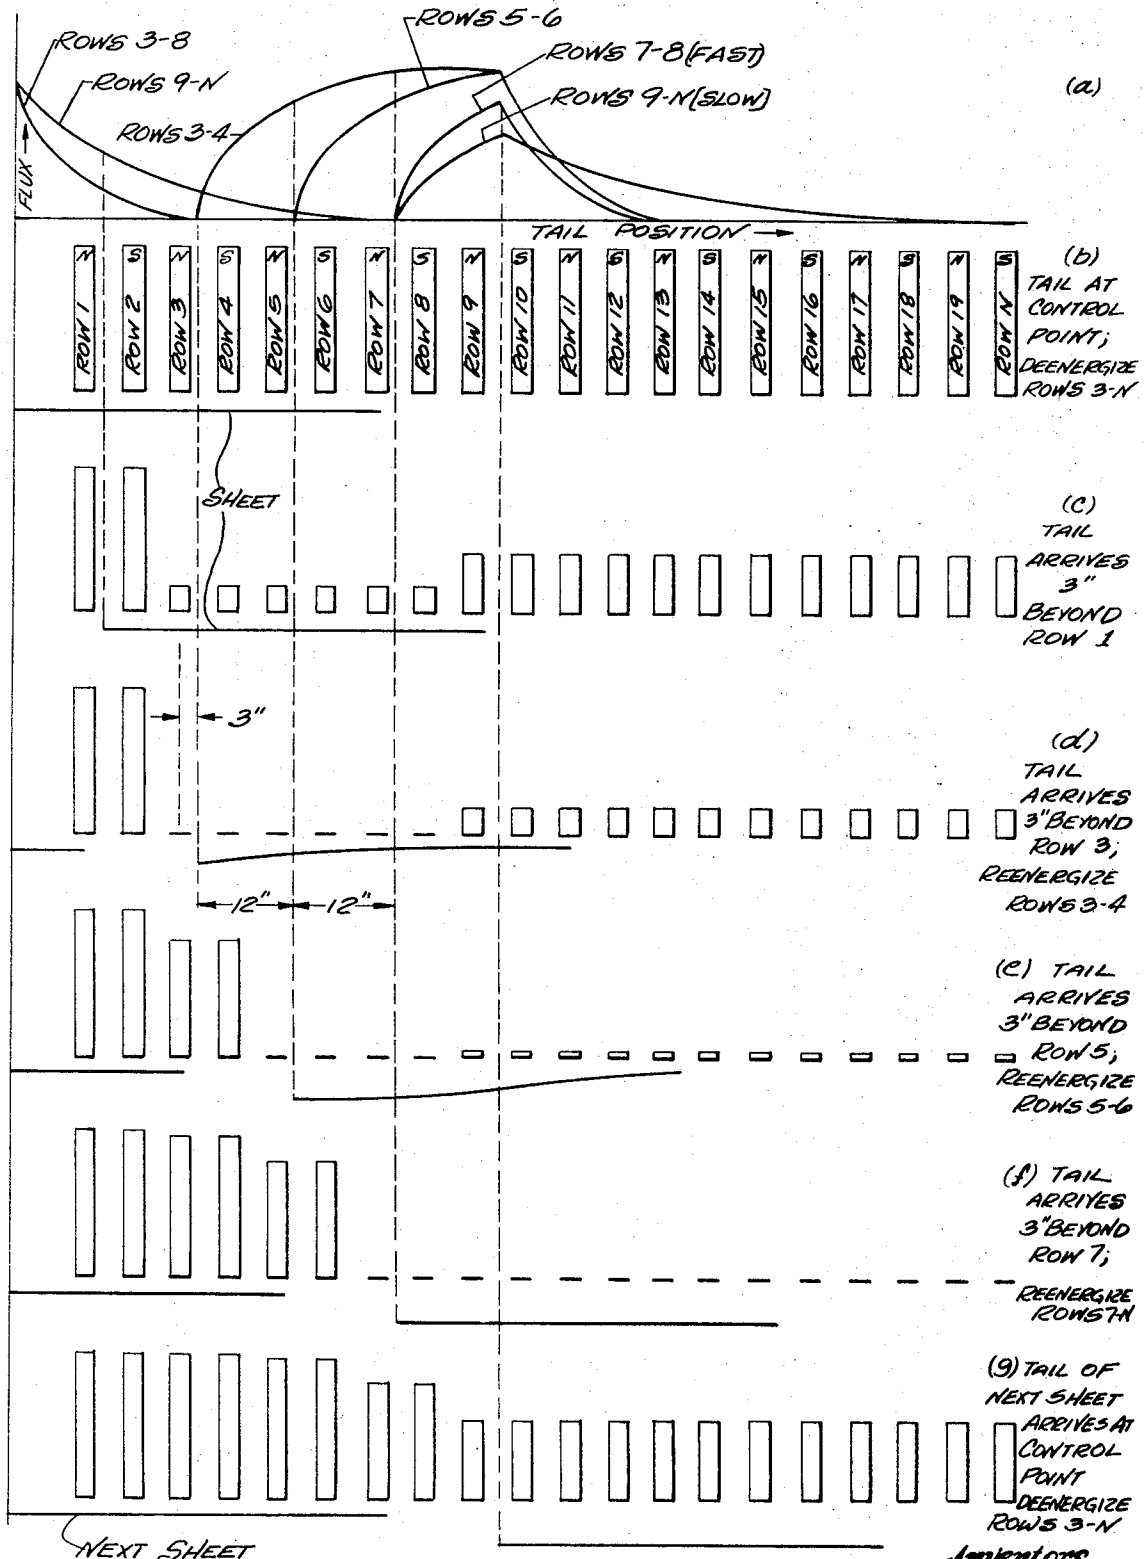 ROWS 3-8
ROWS 5-6
ROWS 7-8(FAST)
ROWS 9-N
ROWS 9-N(SLOW)
(a)
ROWS 3-4
FLUX
TAIL POSITION
N S N S N S N S N S N S N S N S N S N S
ROW 1
ROW 2
ROW 3
ROW 4
ROW 5
ROW 6
ROW 7
ROW 8
ROW 9
ROW 10
ROW 11
ROW 12
ROW 13
ROW 14
ROW 15
ROW 16
ROW 17
ROW 18
ROW 19
ROW N
(b)
TAIL AT
CONTROL
POINT;
DEENERGIZE
ROWS 3-N
SHEET
(c)
TAIL
ARRIVES
3"
BEYOND
ROW 1
3"
(d)
TAIL
ARRIVES
3" BEYOND
ROW 3;
REENERGIZE
ROWS 3-4
12" 12"
(e) TAIL
ARRIVES
3" BEYOND
ROW 5;
REENERGIZE
ROWS 5-6
(f) TAIL
ARRIVES
3" BEYOND
ROW 7;
REENERGIZE
ROWS 7-N
(g) TAIL OF
NEXT SHEET
ARRIVES AT
CONTROL
POINT
DEENERGIZE
ROWS 3-N
NEXT SHEET
Inventors